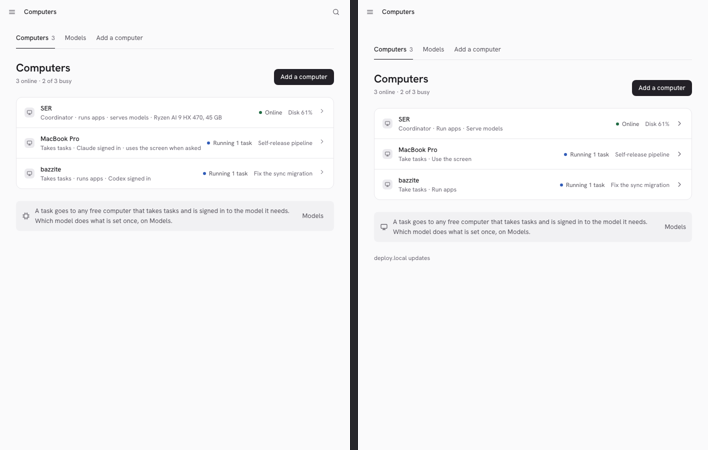 Computers
Computers 3 Models Add a computer
Computers
3 online · 2 of 3 busy
Add a computer
SER
Coordinator · runs apps · serves models · Ryzen AI 9 HX 470, 45 GB
Online Disk 61%
MacBook Pro
Takes tasks · Claude signed in · uses the screen when asked
Running 1 task Self-release pipeline
bazzite
Takes tasks · runs apps · Codex signed in
Running 1 task Fix the sync migration
A task goes to any free computer that takes tasks and is signed in to the model it needs.
Which model does what is set once, on Models.
Models
Computers
Computers 3 Models Add a computer
Computers
3 online · 2 of 3 busy
Add a computer
SER
Coordinator · Run apps · Serve models
Online Disk 61%
MacBook Pro
Take tasks · Use the screen
Running 1 task Self-release pipeline
bazzite
Take tasks · Run apps
Running 1 task Fix the sync migration
A task goes to any free computer that takes tasks and is signed in to the model it needs.
Which model does what is set once, on Models.
Models
deploy.local updates